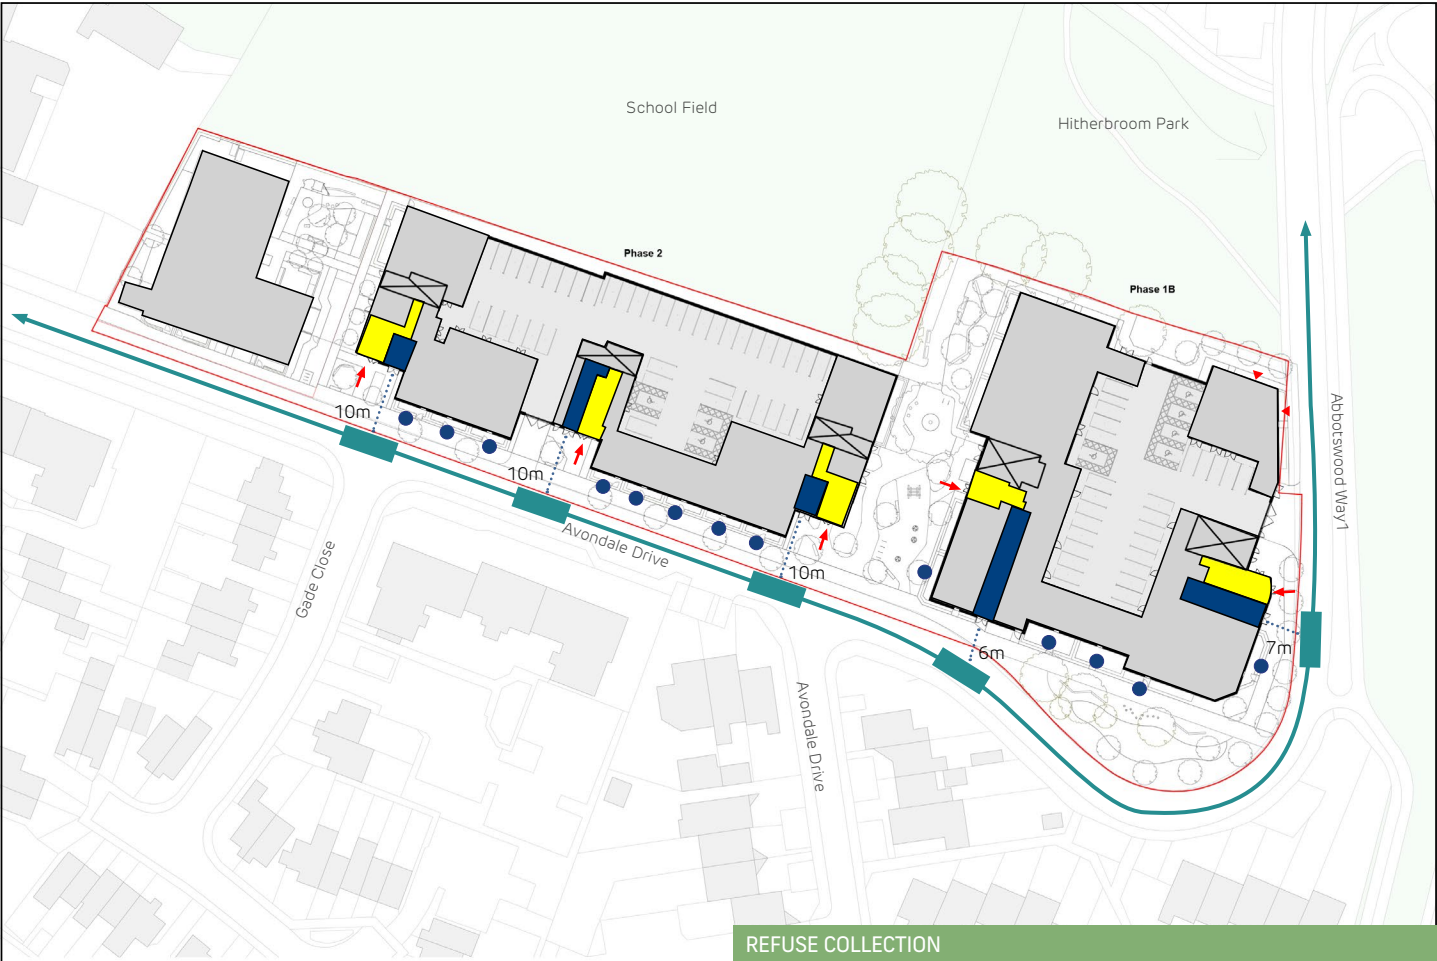 School Field
Hitherbroom Park
Phase 2
Phase 1B
Abbotswood Way1
10m
10m
10m
6m
7m
Avondale Drive
Gade Close
Avondale Drive
REFUSE COLLECTION